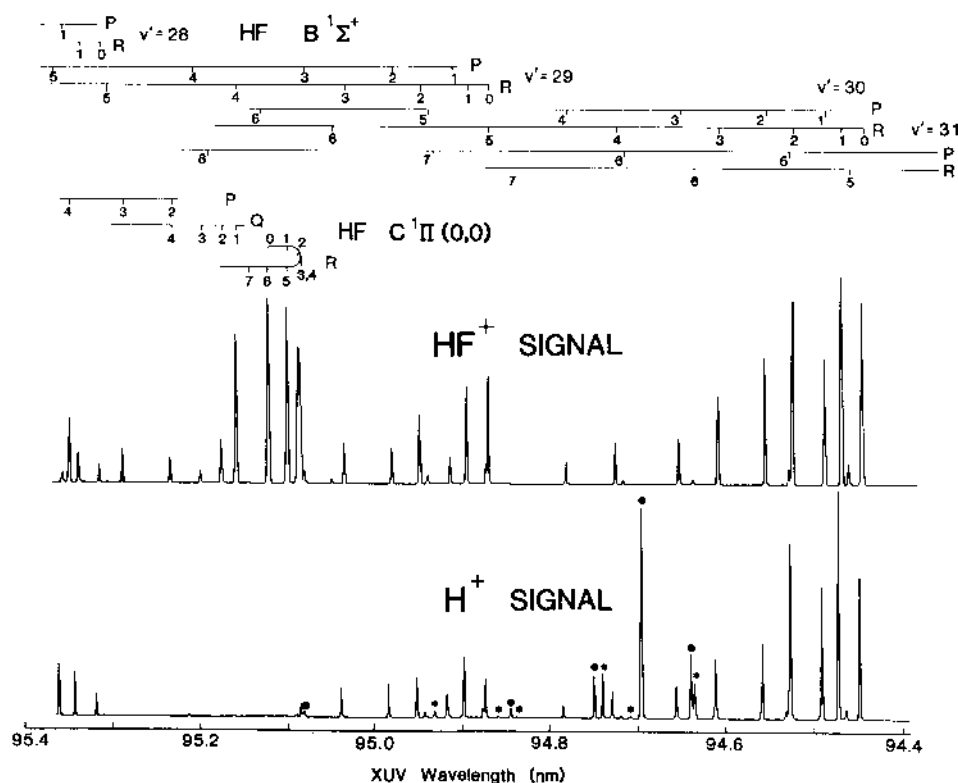 P
1 R v′=28 HF B ¹Σ⁺
1 0
P
5 4 3 2 1
R v′=29
5 4 3 2 1 0
v′=30
P
6 5 4 3 2 1
R v′=31
6 5 4 3 2 1 0
P
6 7 6 6
R
7 6 5
P
4 3 2
Q HF C ¹Π (0,0)
4 3 2 1
0 1 2
R
7 6 5 3,4
HF⁺ SIGNAL
H⁺ SIGNAL
95.4 95.2 95.0 94.8 94.6 94.4
XUV Wavelength (nm)